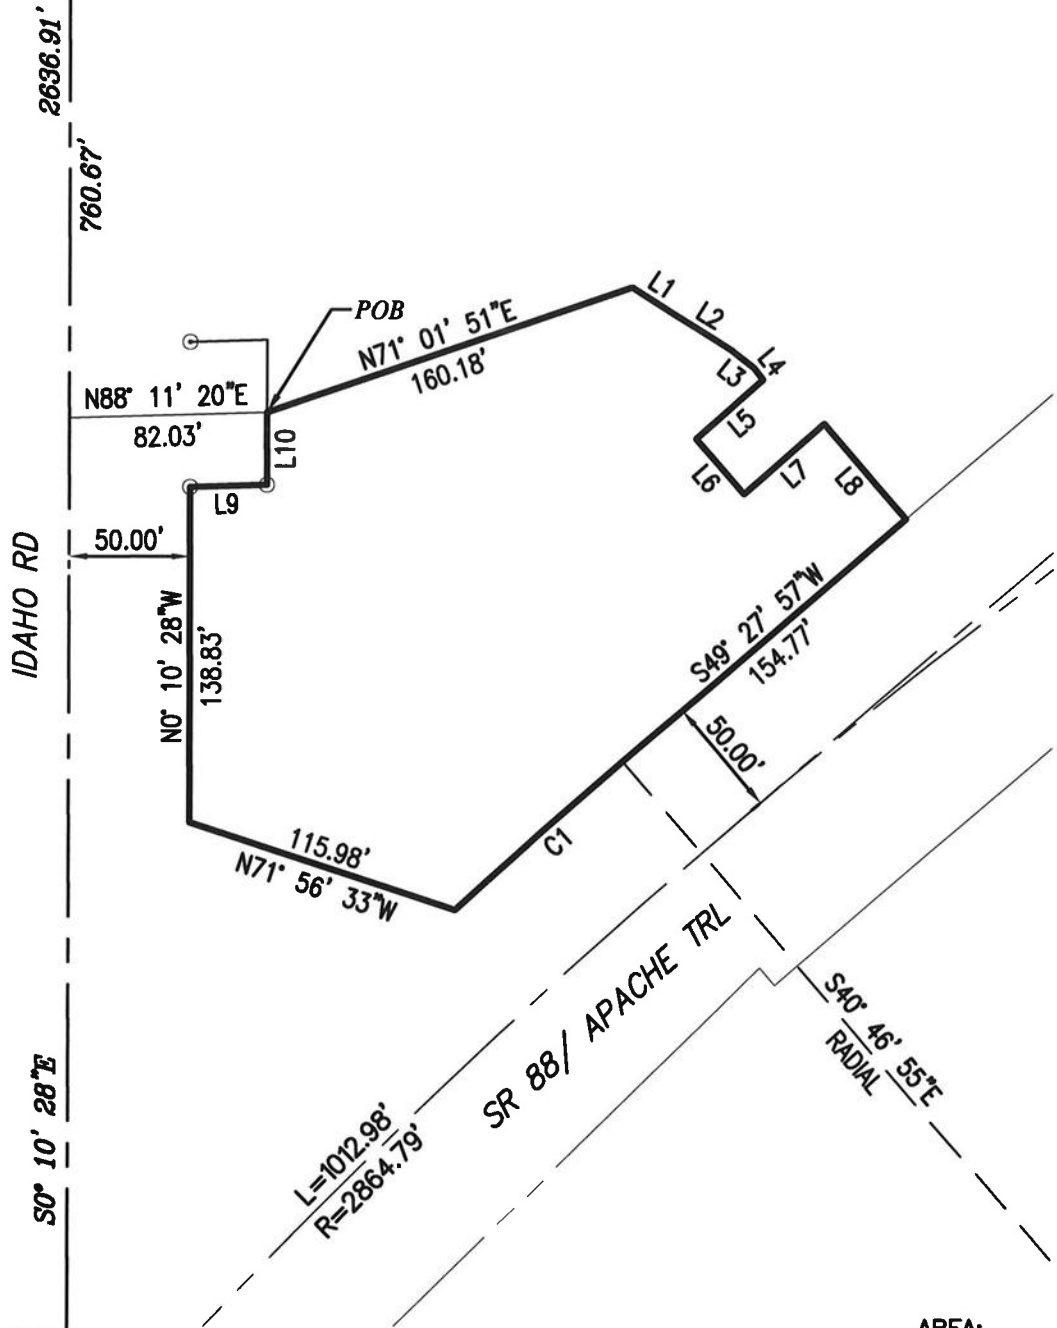 2636.91'
760.67'
POB
N71° 01' 51"E
160.18'
L1
L2
L3
L4
L5
L6
L7
L8
N88° 11' 20"E
82.03'
L10
L9
50.00'
IDAHO RD
N0° 10' 28"W
138.83'
S49° 27' 57"W
154.77'
50.00'
C1
115.98'
N71° 56' 33"W
SR 88/ APACHE TRL
S40° 46' 55"E
RADIAL
S0° 10' 28"E
L=1012.98'
R=2864.79'
AREA: